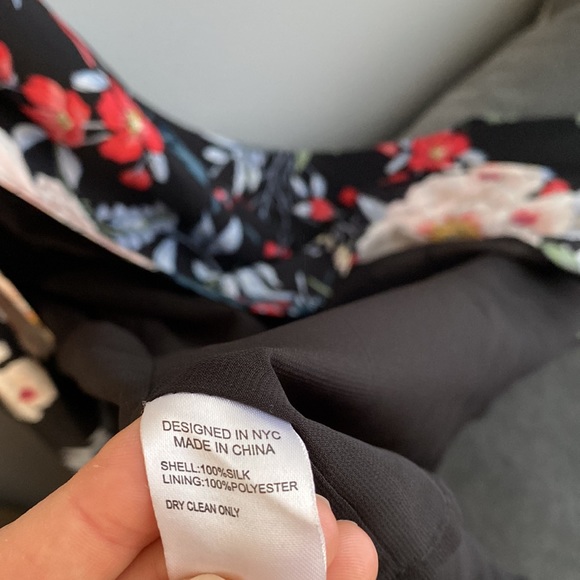 DESIGNED IN NYC
MADE IN CHINA
SHELL:100%SILK
LINING:100%POLYESTER
DRY CLEAN ONLY